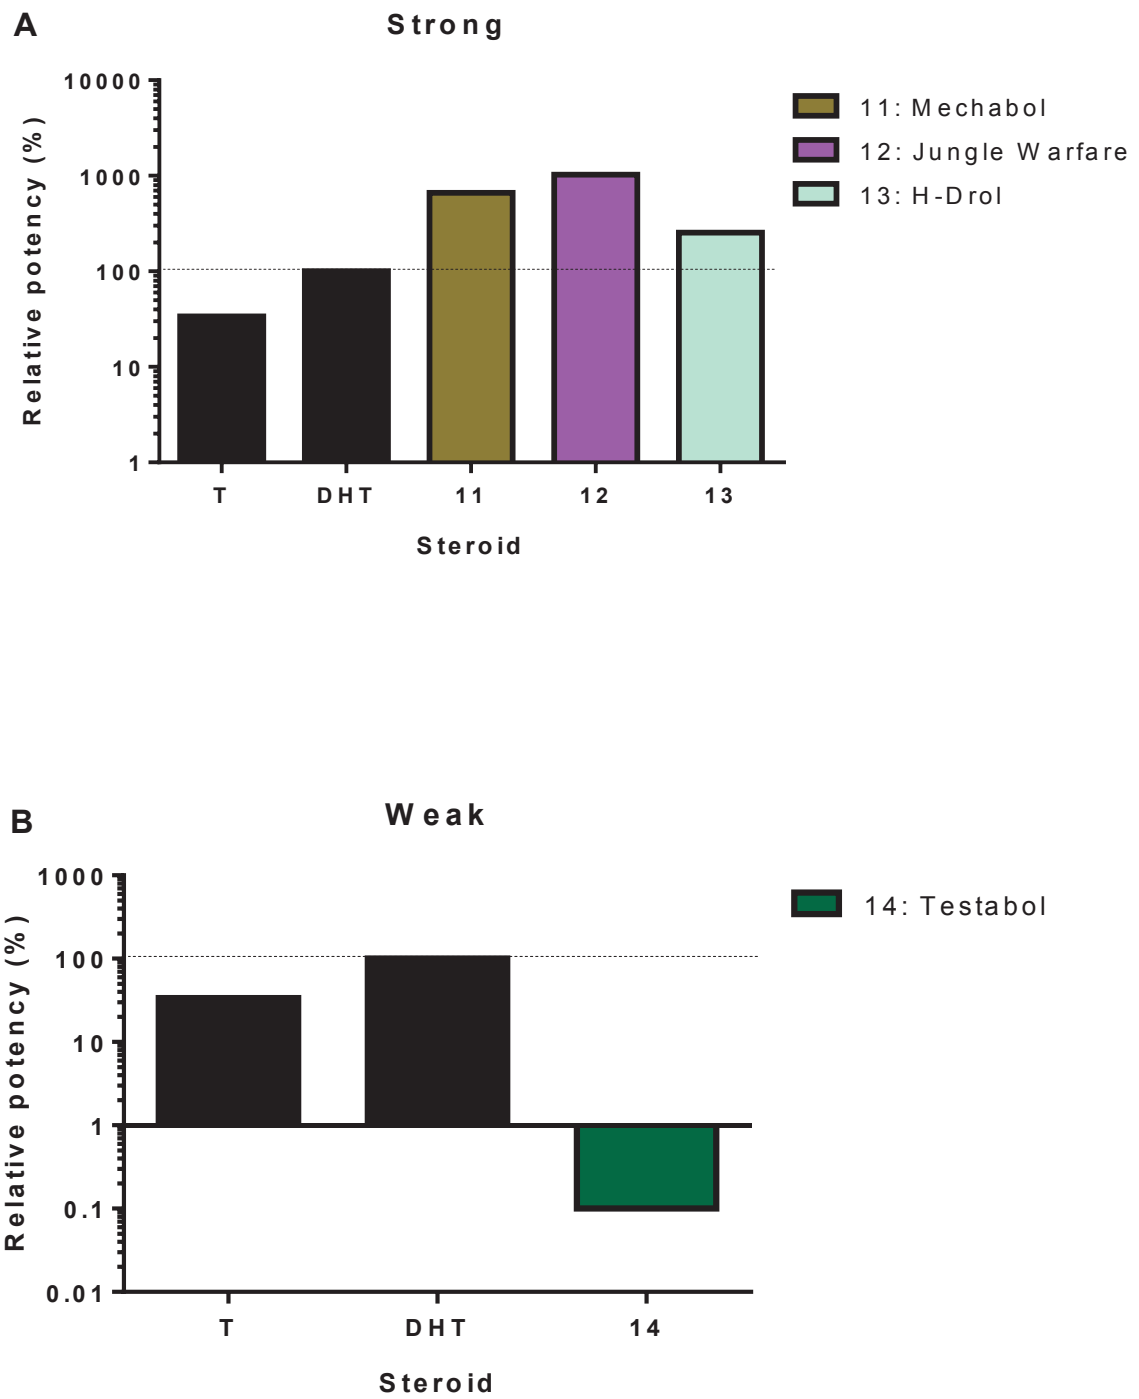 A
Strong
Relative potency (%)
10000
1000
100
10
1
T
DHT
11
12
13
Steroid
11: Mechabol
12: Jungle Warfare
13: H-Drol
B
Weak
Relative potency (%)
1000
100
10
1
0.1
0.01
T
DHT
14
Steroid
14: Testabol